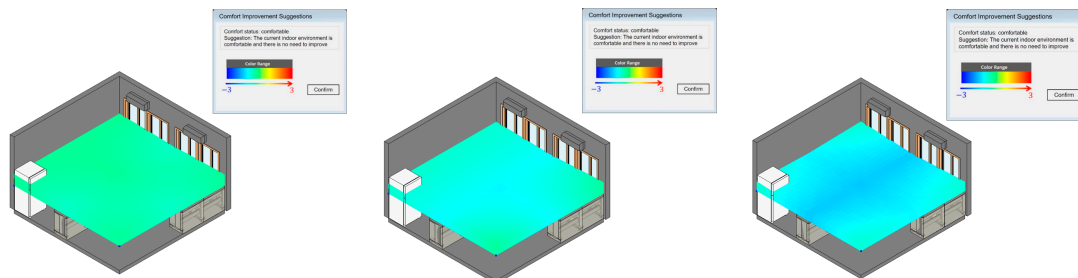 Comfort Improvement Suggestions
Comfort status: comfortable
Suggestion: The current indoor environment is
comfortable and there is no need to improve
Color Range
−3
3
Confirm
Comfort Improvement Suggestions
Comfort status: comfortable
Suggestion: The current indoor environment is
comfortable and there is no need to improve
Color Range
−3
3
Confirm
Comfort Improvement Suggestions
Comfort status: comfortable
Suggestion: The current indoor environment is
comfortable and there is no need to improve
Color Range
−3
3
Confirm